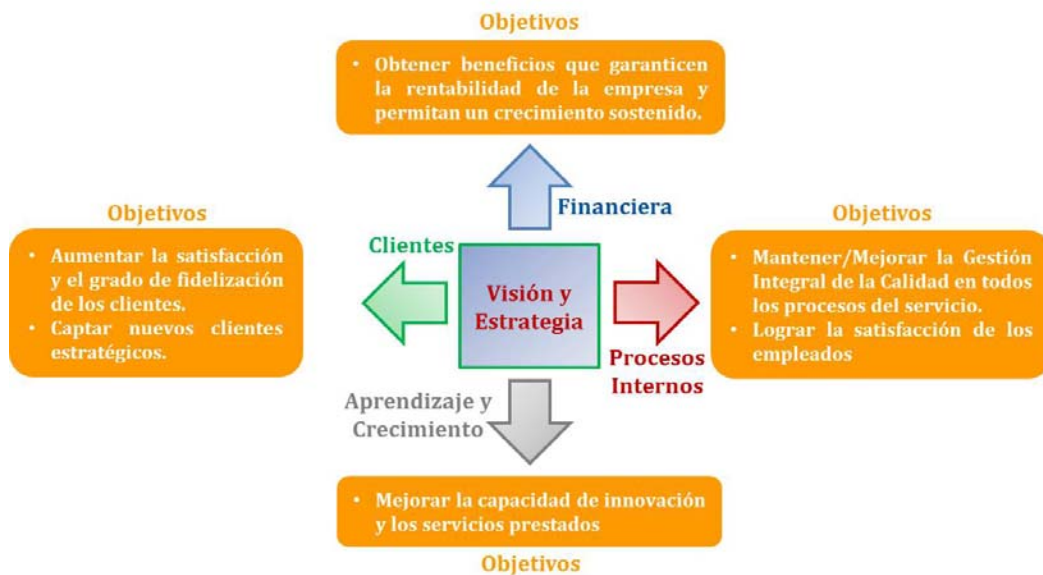 Objetivos
• Obtener beneficios que garanticen
la rentabilidad de la empresa y
permitan un crecimiento sostenido.
Financiera
Objetivos
• Aumentar la satisfacción
y el grado de fidelización
de los clientes.
• Captar nuevos clientes
estratégicos.
Clientes
Visión y
Estrategia
Objetivos
• Mantener/Mejorar la Gestión
Integral de la Calidad en todos
los procesos del servicio.
• Lograr la satisfacción de los
empleados
Procesos
Internos
Aprendizaje y
Crecimiento
• Mejorar la capacidad de innovación
y los servicios prestados
Objetivos